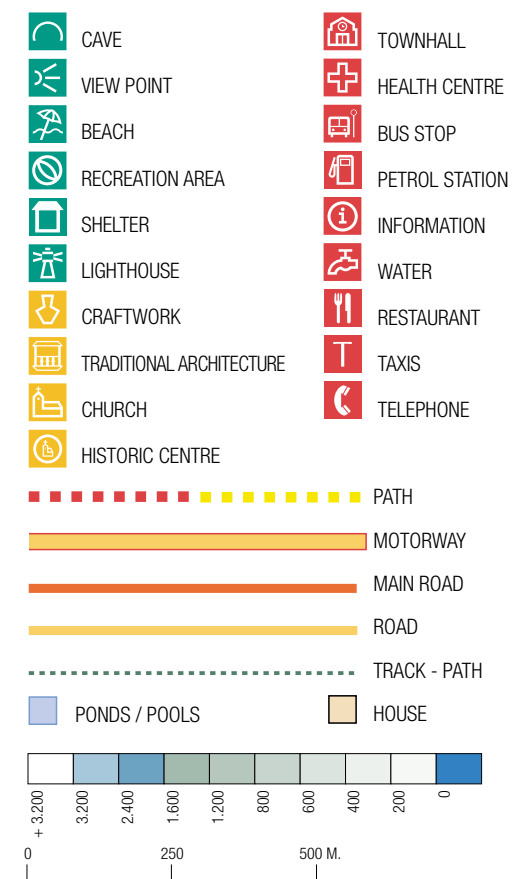 CAVE
VIEW POINT
BEACH
RECREATION AREA
SHELTER
LIGHTHOUSE
CRAFTWORK
TRADITIONAL ARCHITECTURE
CHURCH
HISTORIC CENTRE
TOWNHALL
HEALTH CENTRE
BUS STOP
PETROL STATION
i
INFORMATION
WATER
RESTAURANT
T
TAXIS
TELEPHONE
PATH
MOTORWAY
MAIN ROAD
ROAD
TRACK - PATH
PONDS / POOLS
HOUSE
+ 3.200
3.200
2.400
1.600
1.200
800
600
400
200
0
0 250 500 M.